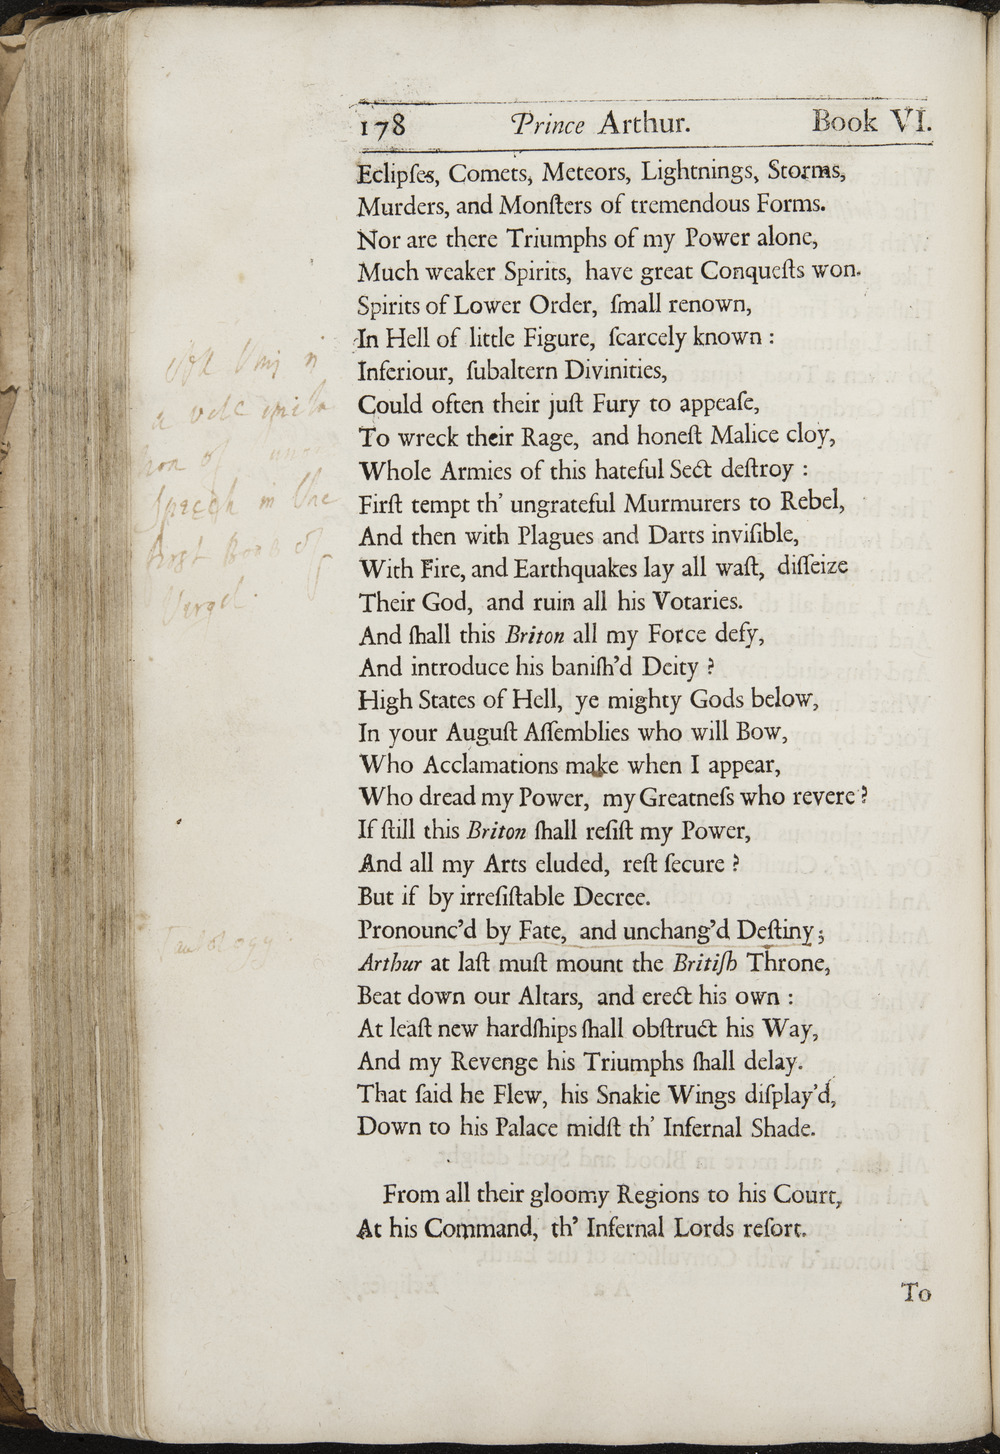 178 Prince Arthur. Book VI.
Eclipſes, Comets, Meteors, Lightnings, Storms,
Murders, and Monſters of tremendous Forms.
Nor are there Triumphs of my Power alone,
Much weaker Spirits, have great Conqueſts won.
Spirits of Lower Order, ſmall renown,
In Hell of little Figure, ſcarcely known :
Inferiour, ſubaltern Divinities,
Could often their juſt Fury to appeaſe,
To wreck their Rage, and honeſt Malice cloy,
Whole Armies of this hateful Sect deſtroy :
Firſt tempt th' ungrateful Murmurers to Rebel,
And then with Plagues and Darts inviſible,
With Fire, and Earthquakes lay all waſt, diſſeize
Their God, and ruin all his Votaries.
And ſhall this Briton all my Force defy,
And introduce his baniſh'd Deity ?
High States of Hell, ye mighty Gods below,
In your Auguſt Aſſemblies who will Bow,
Who Acclamations make when I appear,
Who dread my Power, my Greatneſs who revere ?
If ſtill this Briton ſhall reſiſt my Power,
And all my Arts eluded, reſt ſecure ?
But if by irreſiſtable Decree.
Pronounc'd by Fate, and unchang'd Deſtiny ;
Arthur at laſt muſt mount the Britiſh Throne,
Beat down our Altars, and erect his own :
At leaſt new hardſhips ſhall obſtruct his Way,
And my Revenge his Triumphs ſhall delay.
That ſaid he Flew, his Snakie Wings diſplay'd,
Down to his Palace midſt th' Infernal Shade.
From all their gloomy Regions to his Court,
At his Command, th' Infernal Lords reſort.
To
All this is
a vile imita
tion of
Speech in the
first Book of
Virgil.
Tautology.